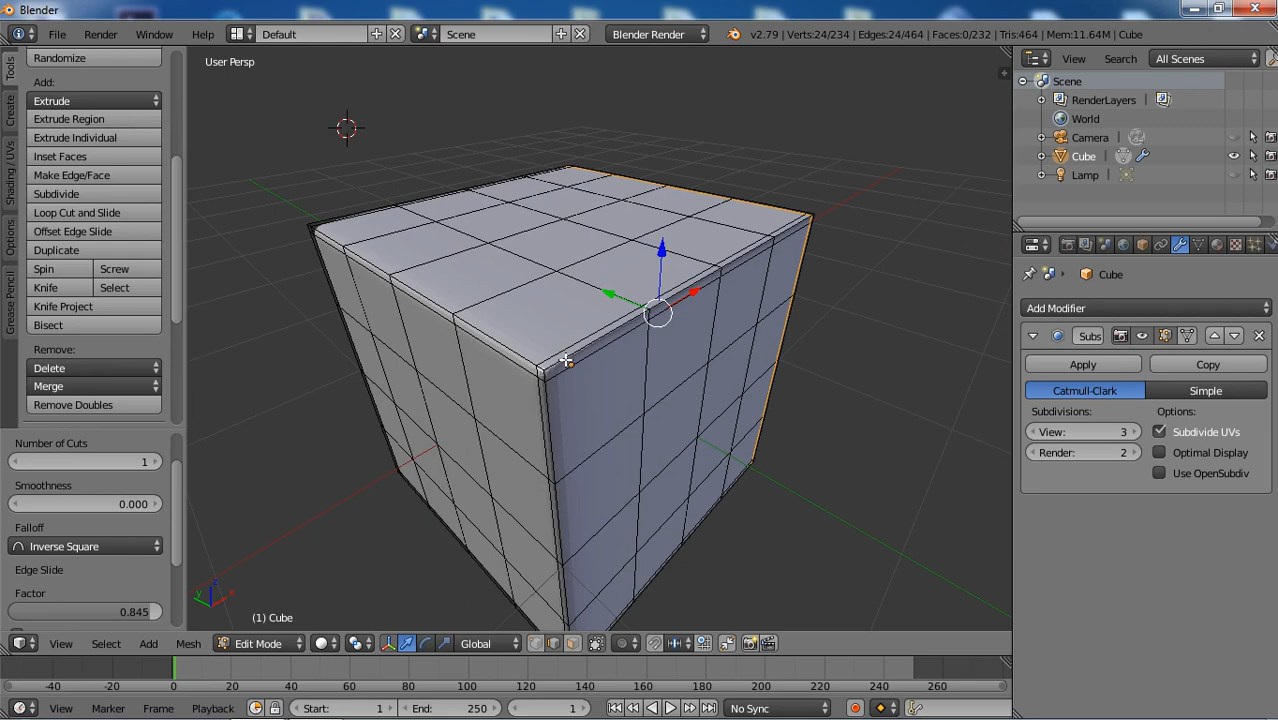 Blender
File Render Window Help Default Scene Blender Render v2.79 | Verts:24/234 | Edges:24/464 | Faces:0/232 | Tris:464 | Mem:11.64M | Cube
Tools
Create
Shading/UVs
Options
Grease Pencil
Randomize
Add:
Extrude
Extrude Region
Extrude Individual
Inset Faces
Make Edge/Face
Subdivide
Loop Cut and Slide
Offset Edge Slide
Duplicate
Spin Screw
Knife Select
Knife Project
Bisect
Remove:
Delete
Merge
Remove Doubles
Number of Cuts
1
Smoothness
0.000
Falloff
Inverse Square
Edge Slide
Factor
0.845
User Persp
z
y x
(1) Cube
View Select Add Mesh Edit Mode Global
-40 -20 0 20 40 60 80 100 120 140 160 180 200 220 240 260
View Marker Frame Playback Start: 1 End: 250 1 No Sync
View Search All Scenes
Scene
RenderLayers
World
Camera
Cube
Lamp
Cube
Add Modifier
Subs
Apply Copy
Catmull-Clark Simple
Subdivisions: Options:
View: 3 Subdivide UVs
Render: 2 Optimal Display
Use OpenSubdiv